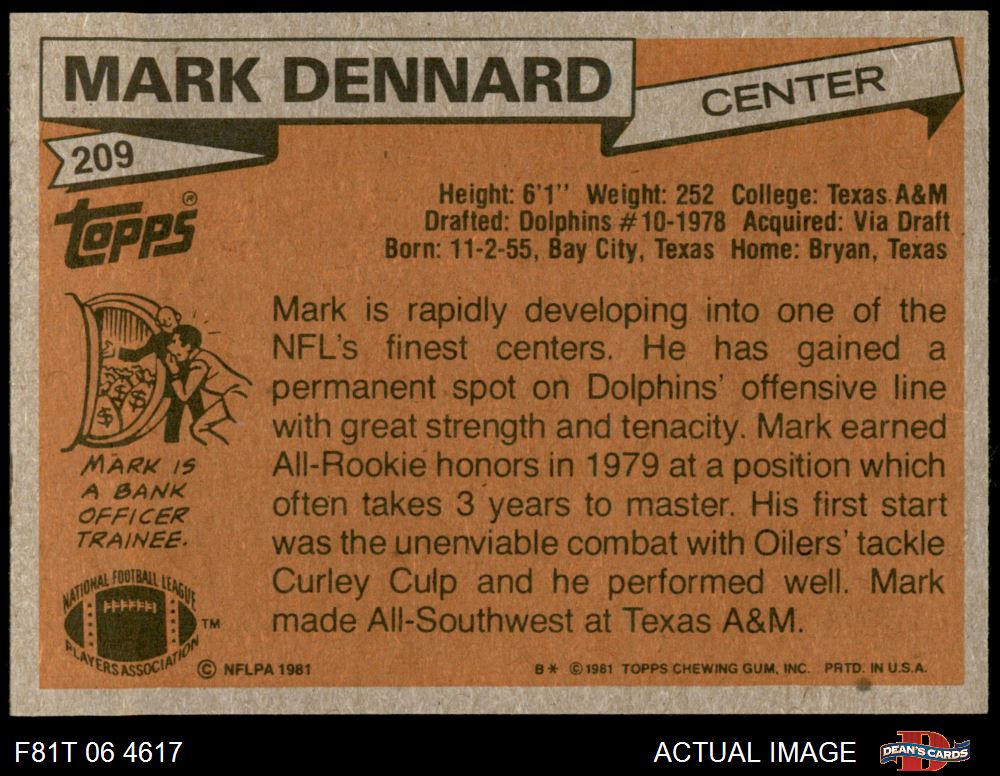 MARK DENNARD
CENTER
209
TOPPS®
Height: 6'1" Weight: 252 College: Texas A&M
Drafted: Dolphins #10-1978 Acquired: Via Draft
Born: 11-2-55, Bay City, Texas Home: Bryan, Texas
Mark is rapidly developing into one of the
NFL's finest centers. He has gained a
permanent spot on Dolphins' offensive line
with great strength and tenacity. Mark earned
All-Rookie honors in 1979 at a position which
often takes 3 years to master. His first start
was the unenviable combat with Oilers' tackle
Curley Culp and he performed well. Mark
made All-Southwest at Texas A&M.
$ $ $ $
MARK IS
A BANK
OFFICER
TRAINEE.
NATIONAL FOOTBALL LEAGUE
PLAYERS ASSOCIATION
TM
© NFLPA 1981
B* © 1981 TOPPS CHEWING GUM, INC. PRTD. IN U.S.A.
F81T 06 4617
ACTUAL IMAGE
D
DEAN'S CARDS